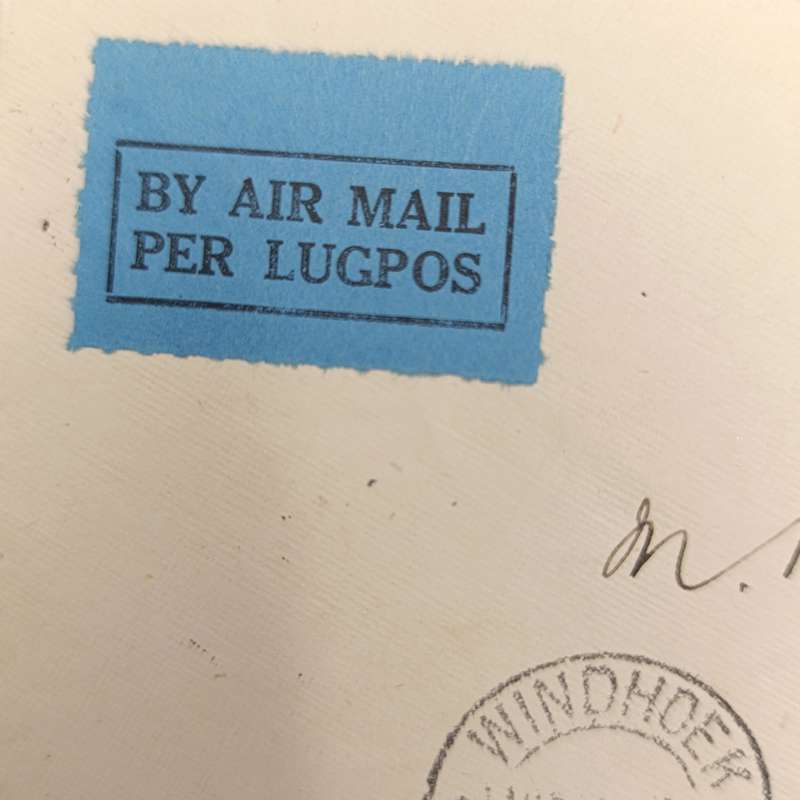 BY AIR MAIL
PER LUGPOS
M.
WINDHOEK